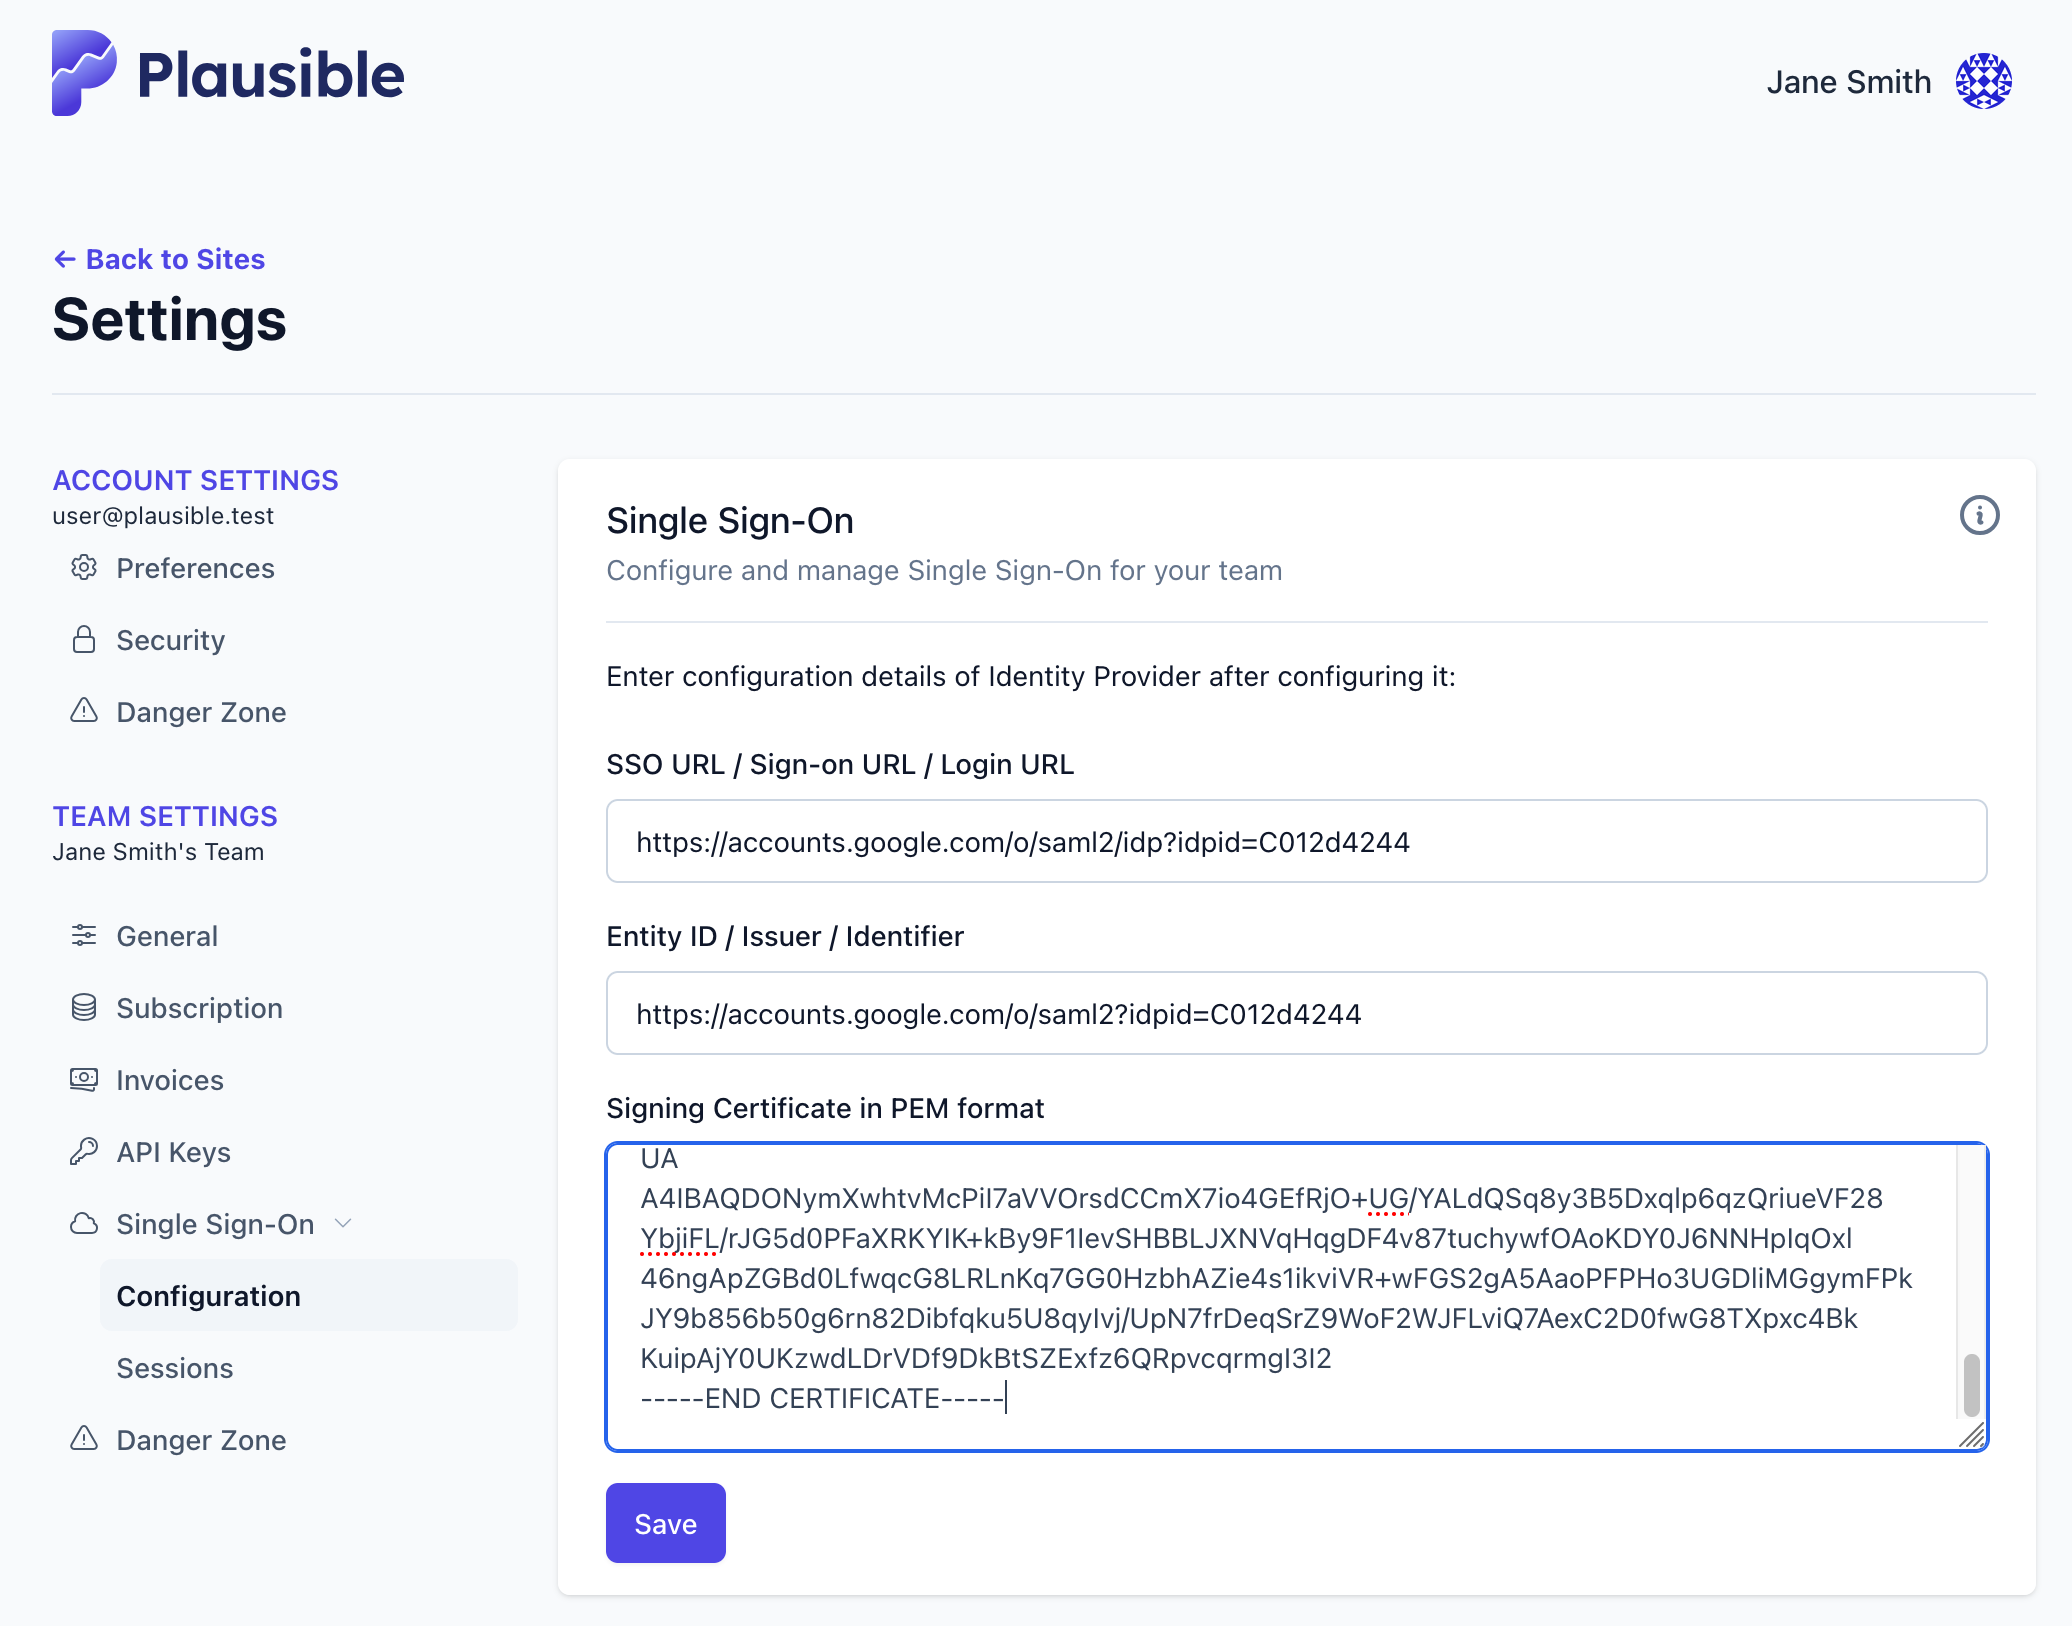 Plausible
Jane Smith
← Back to Sites
Settings
ACCOUNT SETTINGS
user@plausible.test
Preferences
Security
Danger Zone
TEAM SETTINGS
Jane Smith's Team
General
Subscription
Invoices
API Keys
Single Sign-On
Configuration
Sessions
Danger Zone
Single Sign-On
Configure and manage Single Sign-On for your team
Enter configuration details of Identity Provider after configuring it:
SSO URL / Sign-on URL / Login URL
https://accounts.google.com/o/saml2/idp?idpid=C012d4244
Entity ID / Issuer / Identifier
https://accounts.google.com/o/saml2?idpid=C012d4244
Signing Certificate in PEM format
UA
A4IBAQDONymXwhtvMcPiI7aVVOrsdCCmX7io4GEfRjO+UG/YALdQSq8y3B5Dxqlp6qzQriueVF28
YbjiFL/rJG5d0PFaXRKYIK+kBy9F1IevSHBBLJXNVqHqgDF4v87tuchywfOAoKDY0J6NNHpIqOxl
46ngApZGBd0LfwqcG8LRLnKq7GG0HzbhAZie4s1ikviVR+wFGS2gA5AaoPFPHo3UGDliMGgymFPk
JY9b856b50g6rn82Dibfqku5U8qyIvj/UpN7frDeqSrZ9WoF2WJFLviQ7AexC2D0fwG8TXpxc4Bk
KuipAjY0UKzwdLDrVDf9DkBtSZExfz6QRpvcqrmgI3I2
-----END CERTIFICATE-----
Save